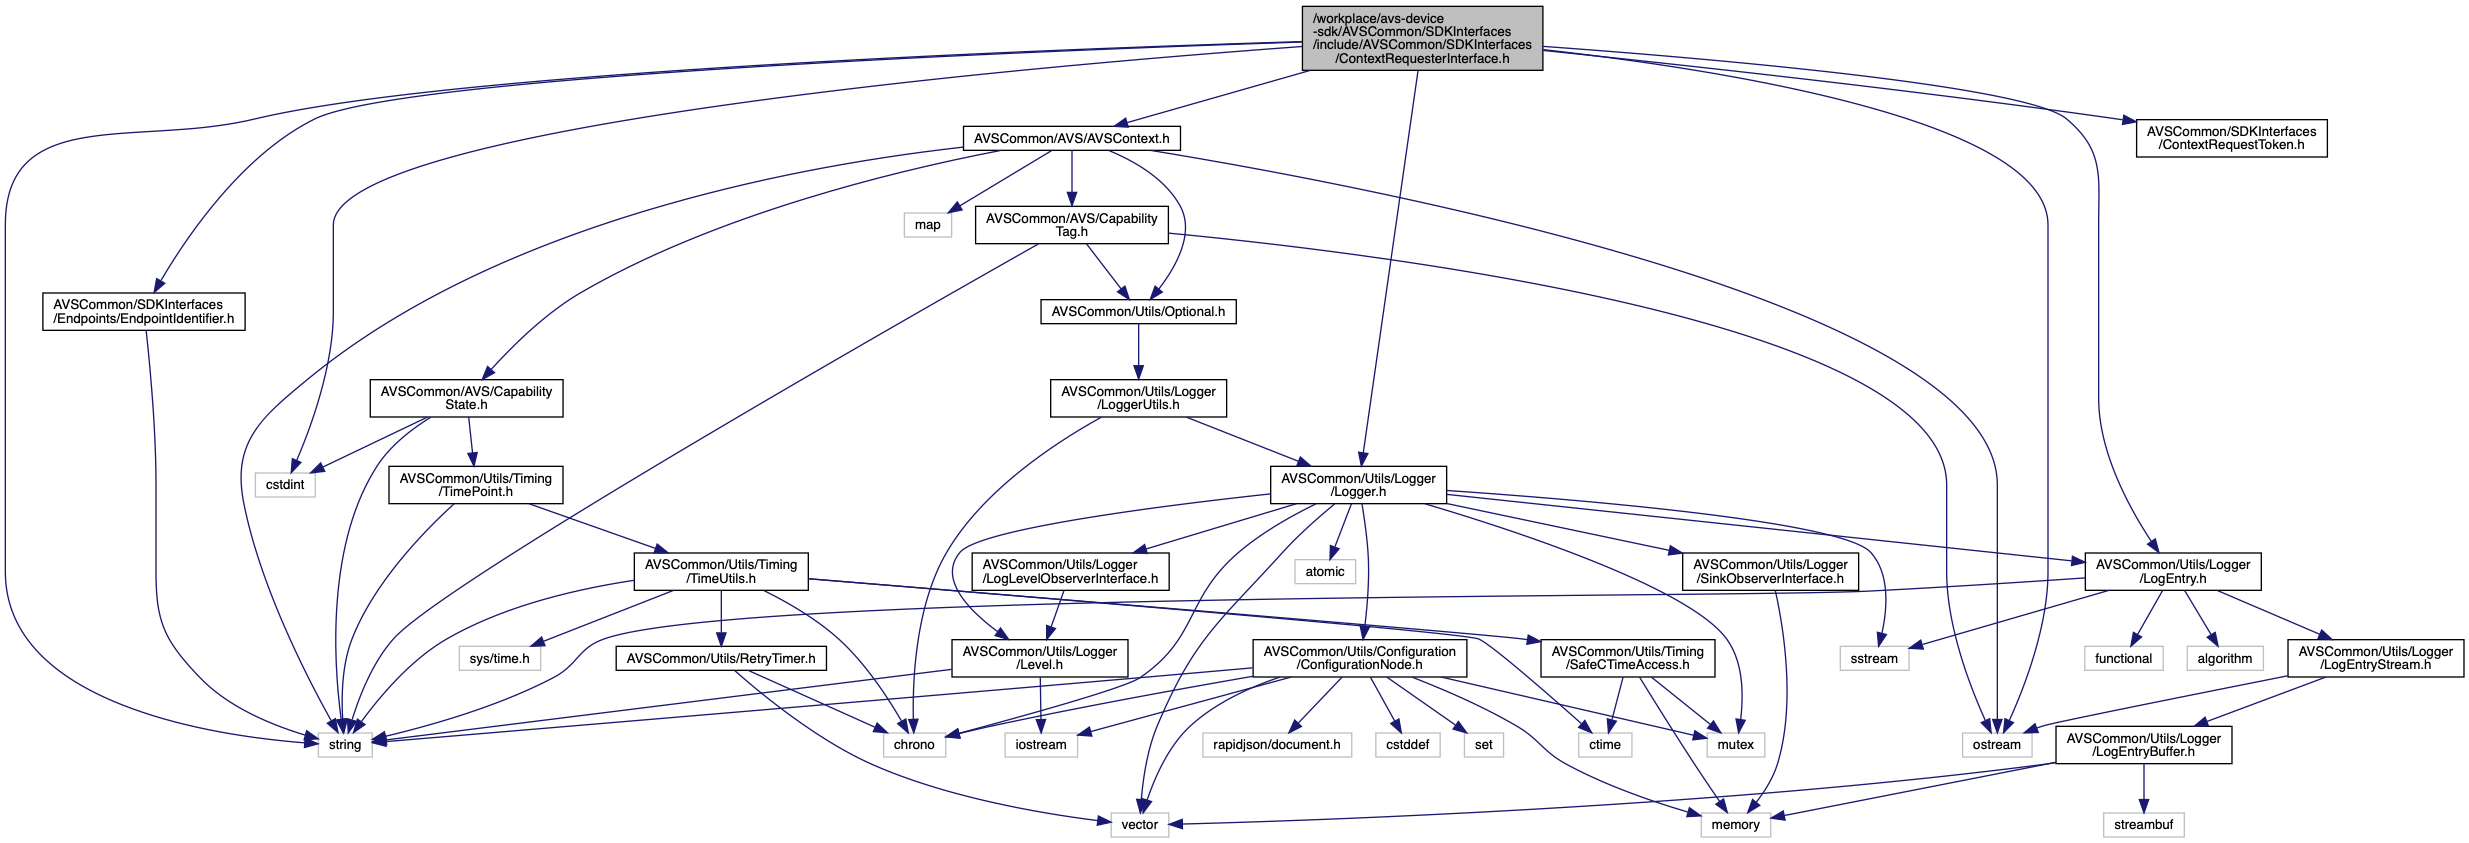 /workplace/avs-device
-sdk/AVSCommon/SDKInterfaces
/include/AVSCommon/SDKInterfaces
/ContextRequesterInterface.h
AVSCommon/AVS/AVSContext.h
AVSCommon/SDKInterfaces
/ContextRequestToken.h
map
AVSCommon/AVS/Capability
Tag.h
AVSCommon/SDKInterfaces
/Endpoints/EndpointIdentifier.h
AVSCommon/Utils/Optional.h
AVSCommon/AVS/Capability
State.h
AVSCommon/Utils/Logger
/LoggerUtils.h
cstdint
AVSCommon/Utils/Timing
/TimePoint.h
AVSCommon/Utils/Logger
/Logger.h
AVSCommon/Utils/Timing
/TimeUtils.h
AVSCommon/Utils/Logger
/LogLevelObserverInterface.h
atomic
AVSCommon/Utils/Logger
/SinkObserverInterface.h
AVSCommon/Utils/Logger
/LogEntry.h
sys/time.h
AVSCommon/Utils/RetryTimer.h
AVSCommon/Utils/Logger
/Level.h
AVSCommon/Utils/Configuration
/ConfigurationNode.h
AVSCommon/Utils/Timing
/SafeCTimeAccess.h
sstream
functional
algorithm
AVSCommon/Utils/Logger
/LogEntryStream.h
string
chrono
iostream
rapidjson/document.h
cstddef
set
ctime
mutex
ostream
AVSCommon/Utils/Logger
/LogEntryBuffer.h
vector
memory
streambuf